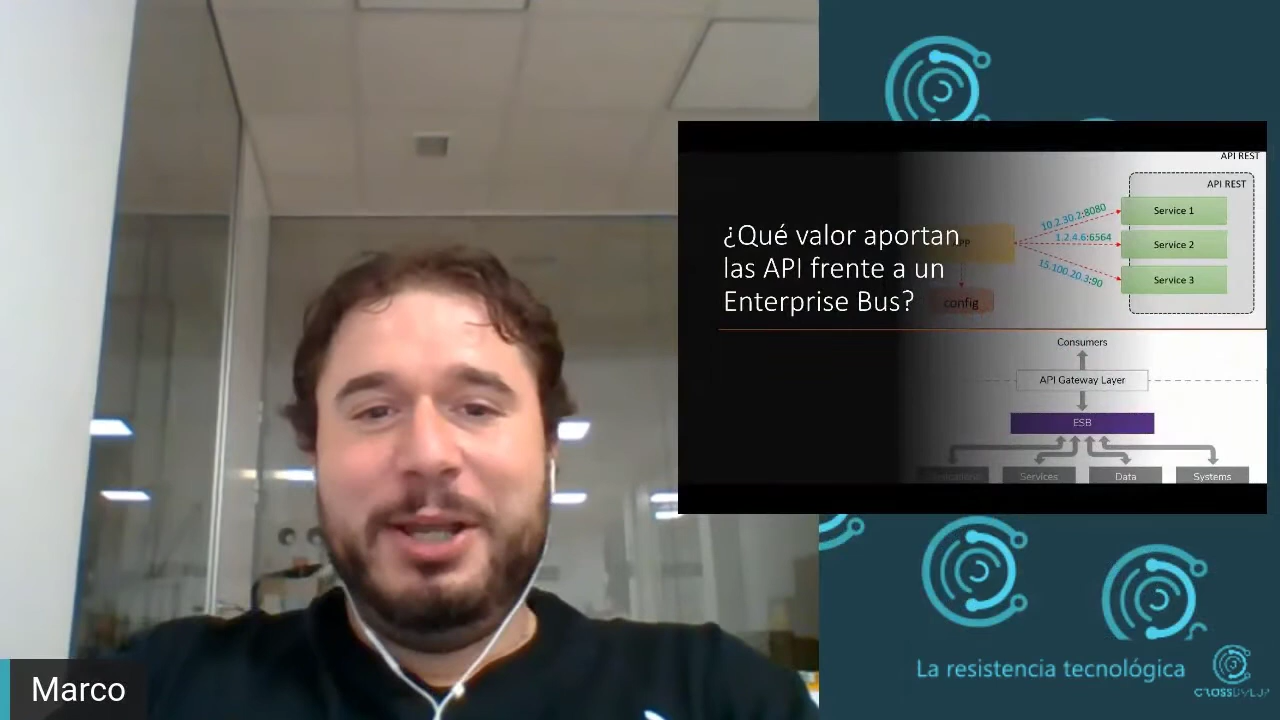 API REST
API REST
Service 1
10.2.30.2:8080
¿Qué valor aportan
las API frente a un
Enterprise Bus?
1.2.4.6:6564
Service 2
15.100.20.3:90
Service 3
config
Consumers
API Gateway Layer
ESB
Services
Data
Systems
Marco
La resistencia tecnológica